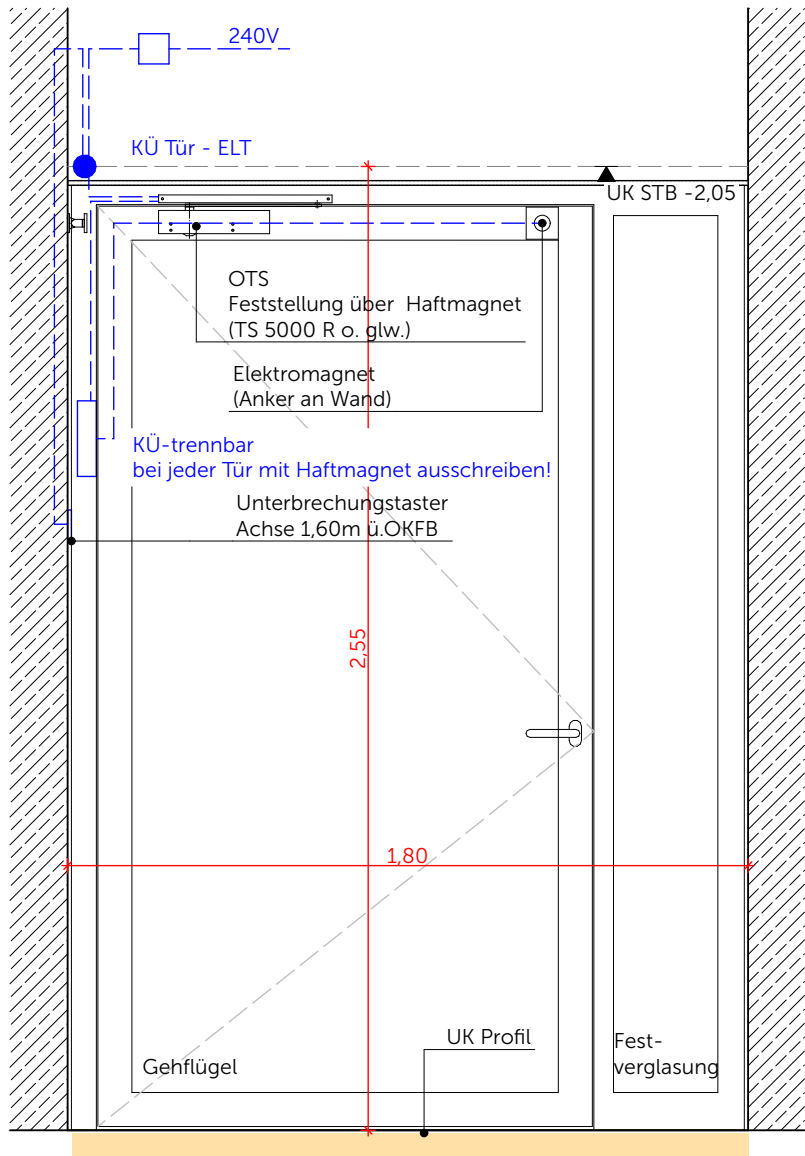 240V
KÜ Tür - ELT
UK STB -2,05
OTS
Feststellung über Haftmagnet
(TS 5000 R o. glw.)
Elektromagnet
(Anker an Wand)
KÜ-trennbar
bei jeder Tür mit Haftmagnet ausschreiben!
Unterbrechungstaster
Achse 1,60m ü.OKFB
2,55
1,80
UK Profil
Gehflügel
Fest-
verglasung